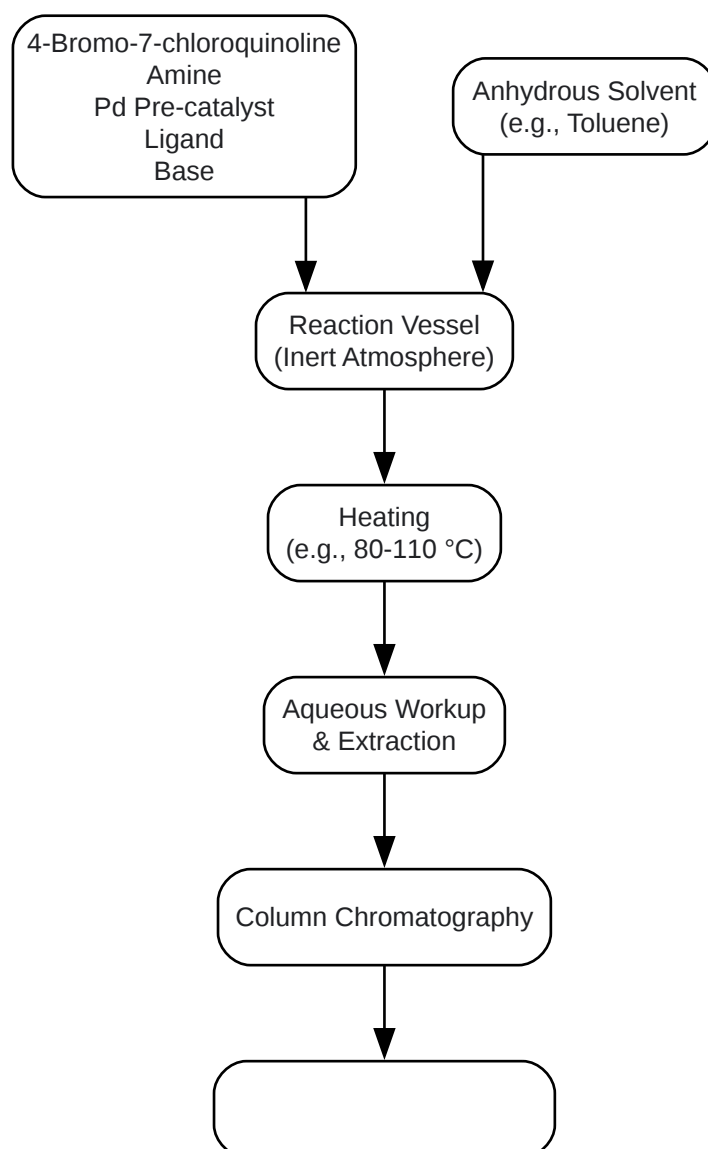 4-Bromo-7-chloroquinoline
Amine
Pd Pre-catalyst
Ligand
Base
Anhydrous Solvent
(e.g., Toluene)
Reaction Vessel
(Inert Atmosphere)
Heating
(e.g., 80-110 °C)
Aqueous Workup
& Extraction
Column Chromatography